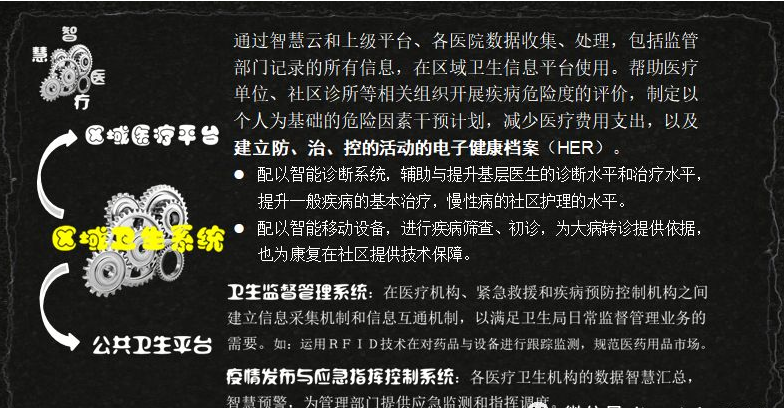 智
慧
医
疗
通过智慧云和上级平台、各医院数据收集、处理，包括监管
部门记录的所有信息，在区域卫生信息平台使用。帮助医疗
单位、社区诊所等相关组织开展疾病危险度的评价，制定以
个人为基础的危险因素干预计划，减少医疗费用支出，以及
建立防、治、控的活动的电子健康档案（HER）。
区域医疗平台
● 配以智能诊断系统，辅助与提升基层医生的诊断水平和治疗水平，
提升一般疾病的基本治疗，慢性病的社区护理的水平。
● 配以智能移动设备，进行疾病筛查、初诊，为大病转诊提供依据，
也为康复在社区提供技术保障。
区域卫生系统
卫生监督管理系统：在医疗机构、紧急救援和疾病预防控制机构之间
建立信息采集机制和信息互通机制，以满足卫生局日常监督管理业务的
需要。如：运用RFID技术在对药品与设备进行跟踪监测，规范医药用品市场。
公共卫生平台
疫情发布与应急指挥控制系统：各医疗卫生机构的数据智慧汇总，
智慧预警，为管理部门提供应急监测和指挥调度。